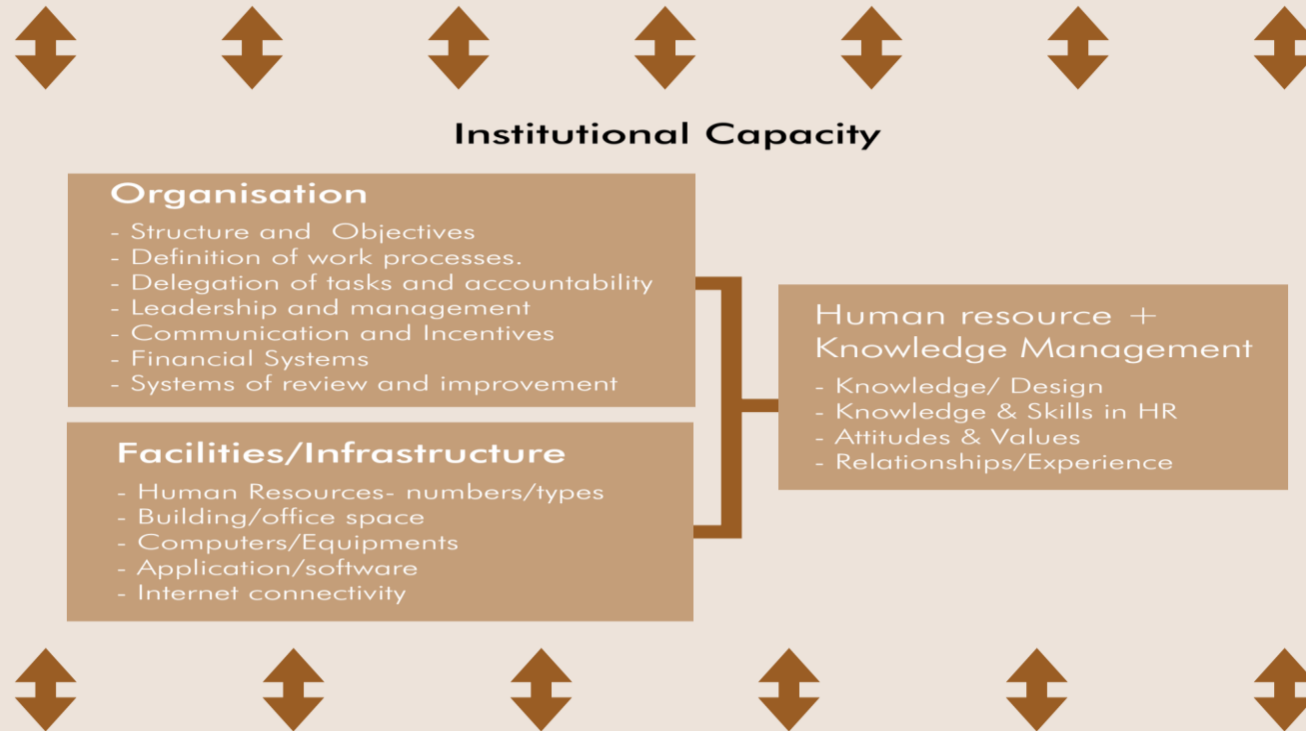 Institutional Capacity
Organisation
- Structure and Objectives
- Definition of work processes.
- Delegation of tasks and accountability
- Leadership and management
- Communication and Incentives
- Financial Systems
- Systems of review and improvement
Facilities/Infrastructure
- Human Resources- numbers/types
- Building/office space
- Computers/Equipments
- Application/software
- Internet connectivity
Human resource +
Knowledge Management
- Knowledge/ Design
- Knowledge & Skills in HR
- Attitudes & Values
- Relationships/Experience